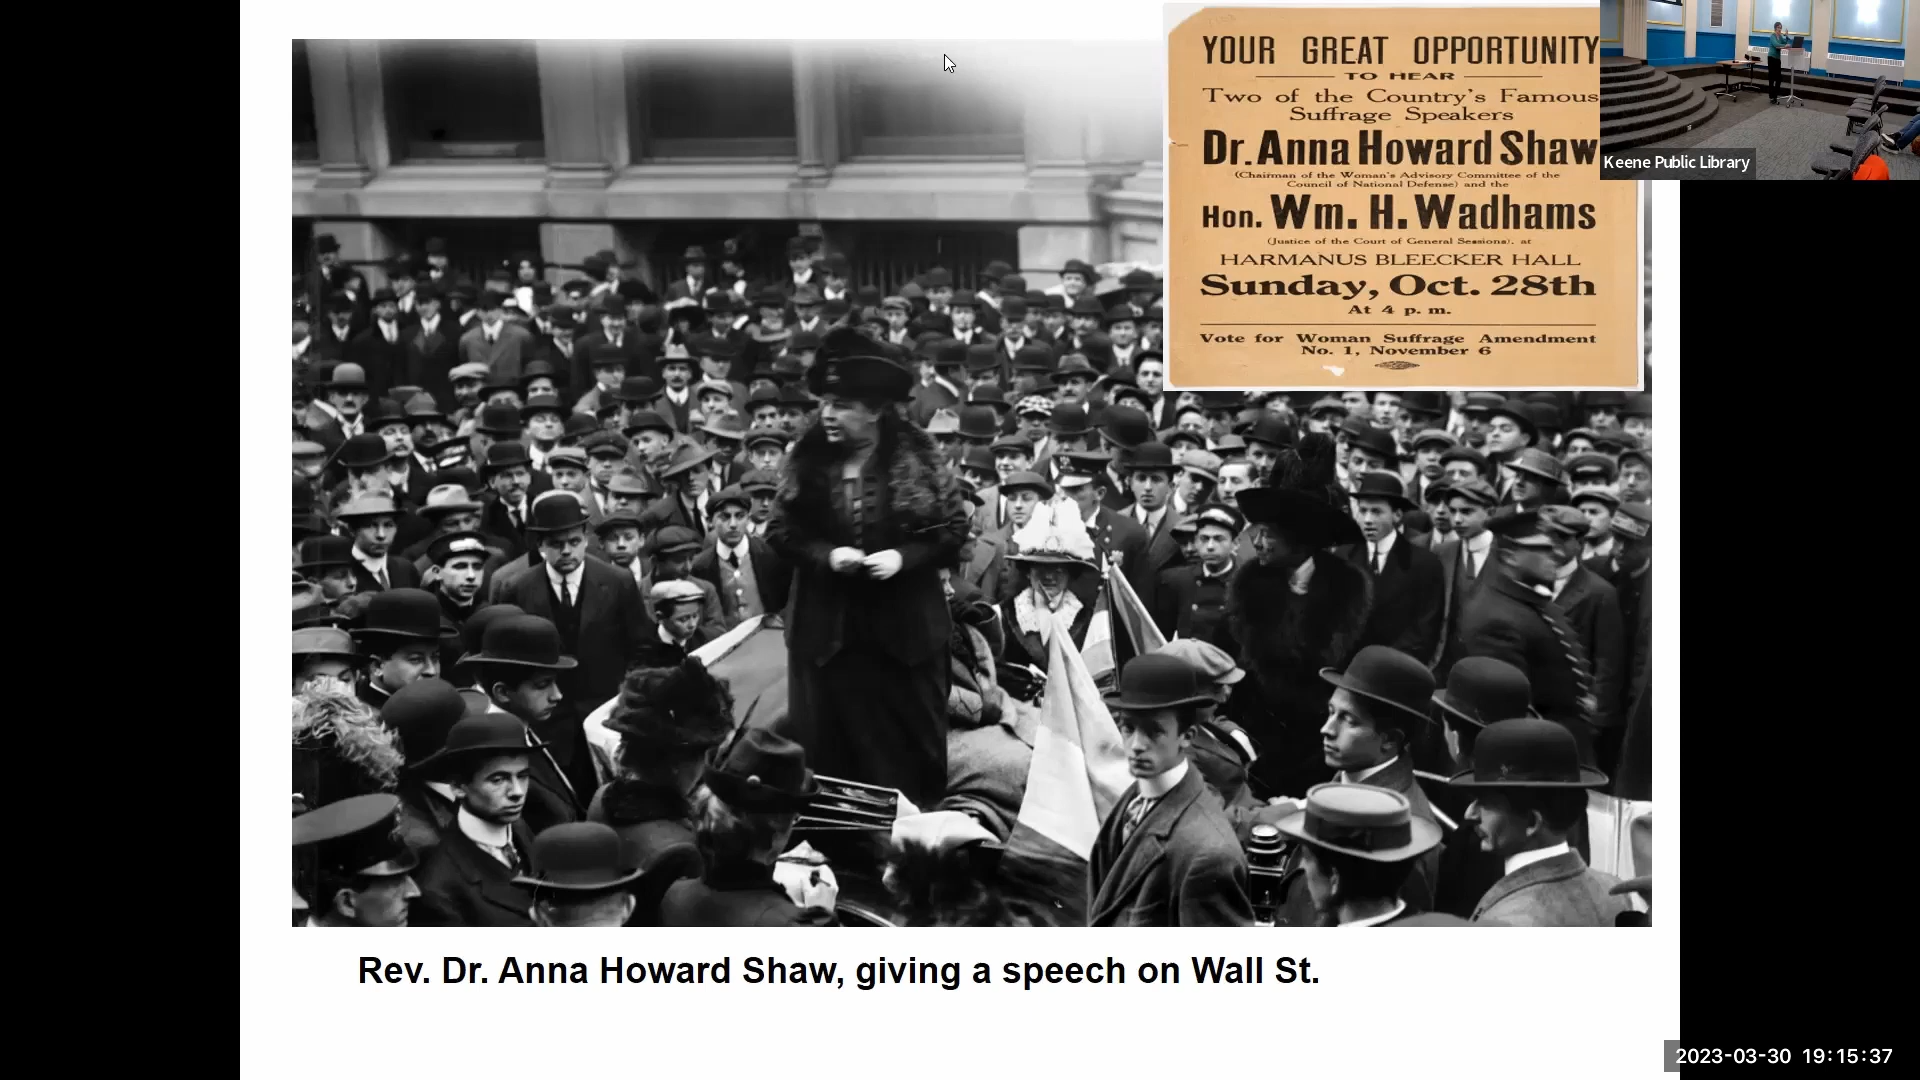 YOUR GREAT OPPORTUNITY
TO HEAR
Two of the Country's Famous
Suffrage Speakers
Dr. Anna Howard Shaw
(Chairman of the Woman's Advisory Committee of the
Council of National Defense) and the
Hon. Wm. H. Wadhams
(Justice of the Court of General Sessions), at
HARMANUS BLEECKER HALL
Sunday, Oct. 28th
At 4 p. m.
Vote for Woman Suffrage Amendment
No. 1, November 6
Keene Public Library
Rev. Dr. Anna Howard Shaw, giving a speech on Wall St.
2023-03-30 19:15:37